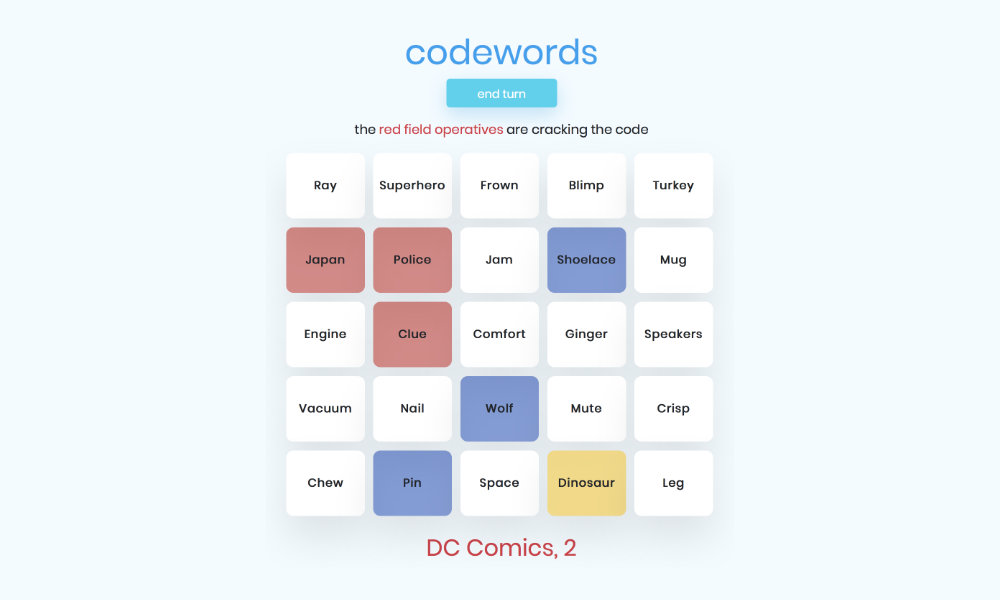 codewords
end turn
the red field operatives are cracking the code
Ray Superhero Frown Blimp Turkey
Japan Police Jam Shoelace Mug
Engine Clue Comfort Ginger Speakers
Vacuum Nail Wolf Mute Crisp
Chew Pin Space Dinosaur Leg
DC Comics, 2